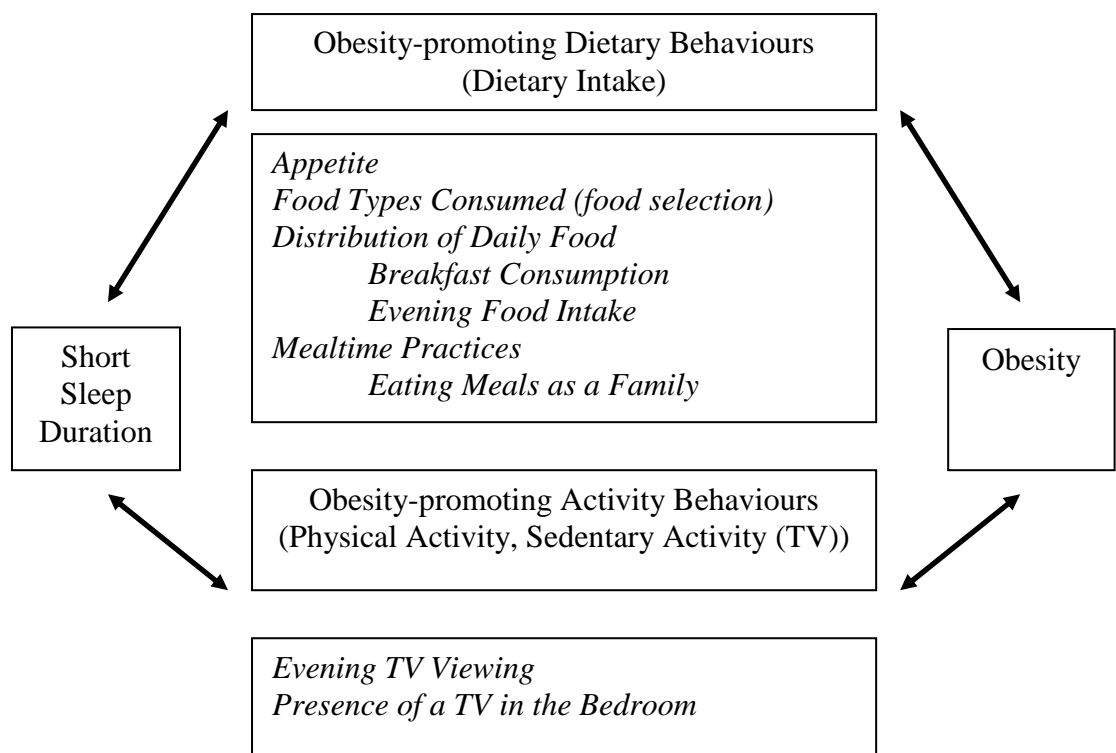 Obesity-promoting Dietary Behaviours
(Dietary Intake)
Appetite
Food Types Consumed (food selection)
Distribution of Daily Food
Breakfast Consumption
Evening Food Intake
Mealtime Practices
Eating Meals as a Family
Short
Sleep
Duration
Obesity
Obesity-promoting Activity Behaviours
(Physical Activity, Sedentary Activity (TV))
Evening TV Viewing
Presence of a TV in the Bedroom